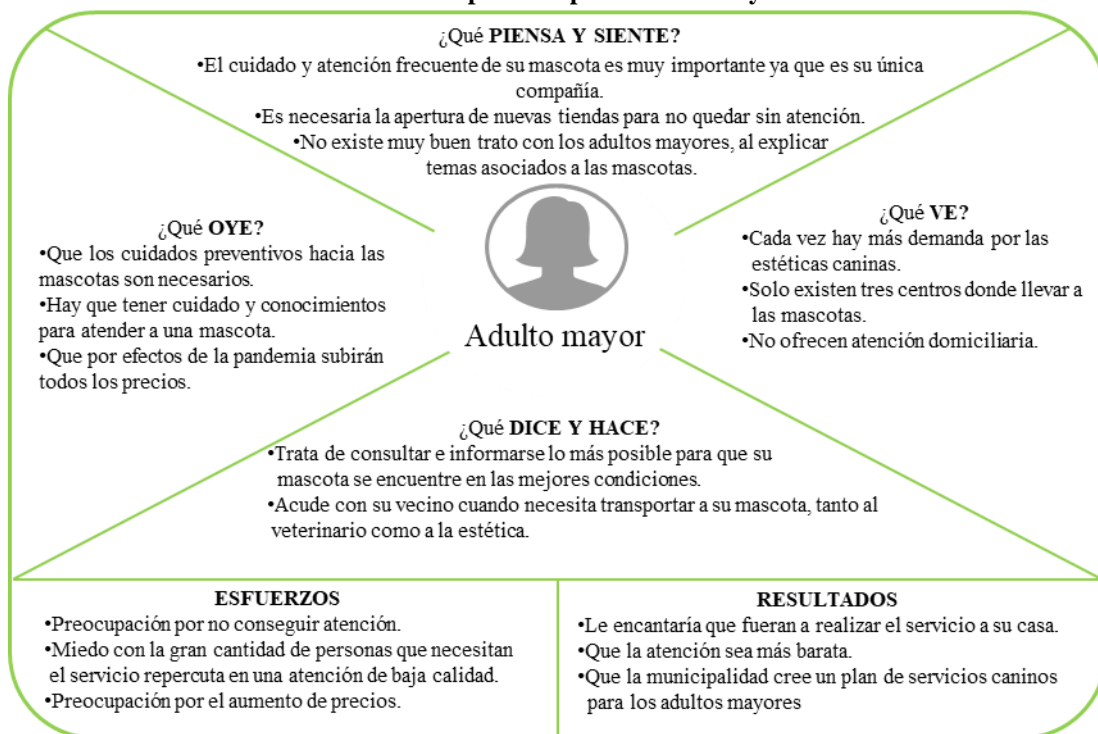 ¿Qué PIENSA Y SIENTE?
•El cuidado y atención frecuente de su mascota es muy importante ya que es su única
compañía.
•Es necesaria la apertura de nuevas tiendas para no quedar sin atención.
•No existe muy buen trato con los adultos mayores, al explicar
temas asociados a las mascotas.
¿Qué OYE?
•Que los cuidados preventivos hacia las
mascotas son necesarios.
•Hay que tener cuidado y conocimientos
para atender a una mascota.
•Que por efectos de la pandemia subirán
todos los precios.
Adulto mayor
¿Qué VE?
•Cada vez hay más demanda por las
estéticas caninas.
•Solo existen tres centros donde llevar a
las mascotas.
•No ofrecen atención domiciliaria.
¿Qué DICE Y HACE?
•Trata de consultar e informarse lo más posible para que su
mascota se encuentre en las mejores condiciones.
•Acude con su vecino cuando necesita transportar a su mascota, tanto al
veterinario como a la estética.
ESFUERZOS
•Preocupación por no conseguir atención.
•Miedo con la gran cantidad de personas que necesitan
el servicio repercuta en una atención de baja calidad.
•Preocupación por el aumento de precios.
RESULTADOS
•Le encantaría que fueran a realizar el servicio a su casa.
•Que la atención sea más barata.
•Que la municipalidad cree un plan de servicios caninos
para los adultos mayores